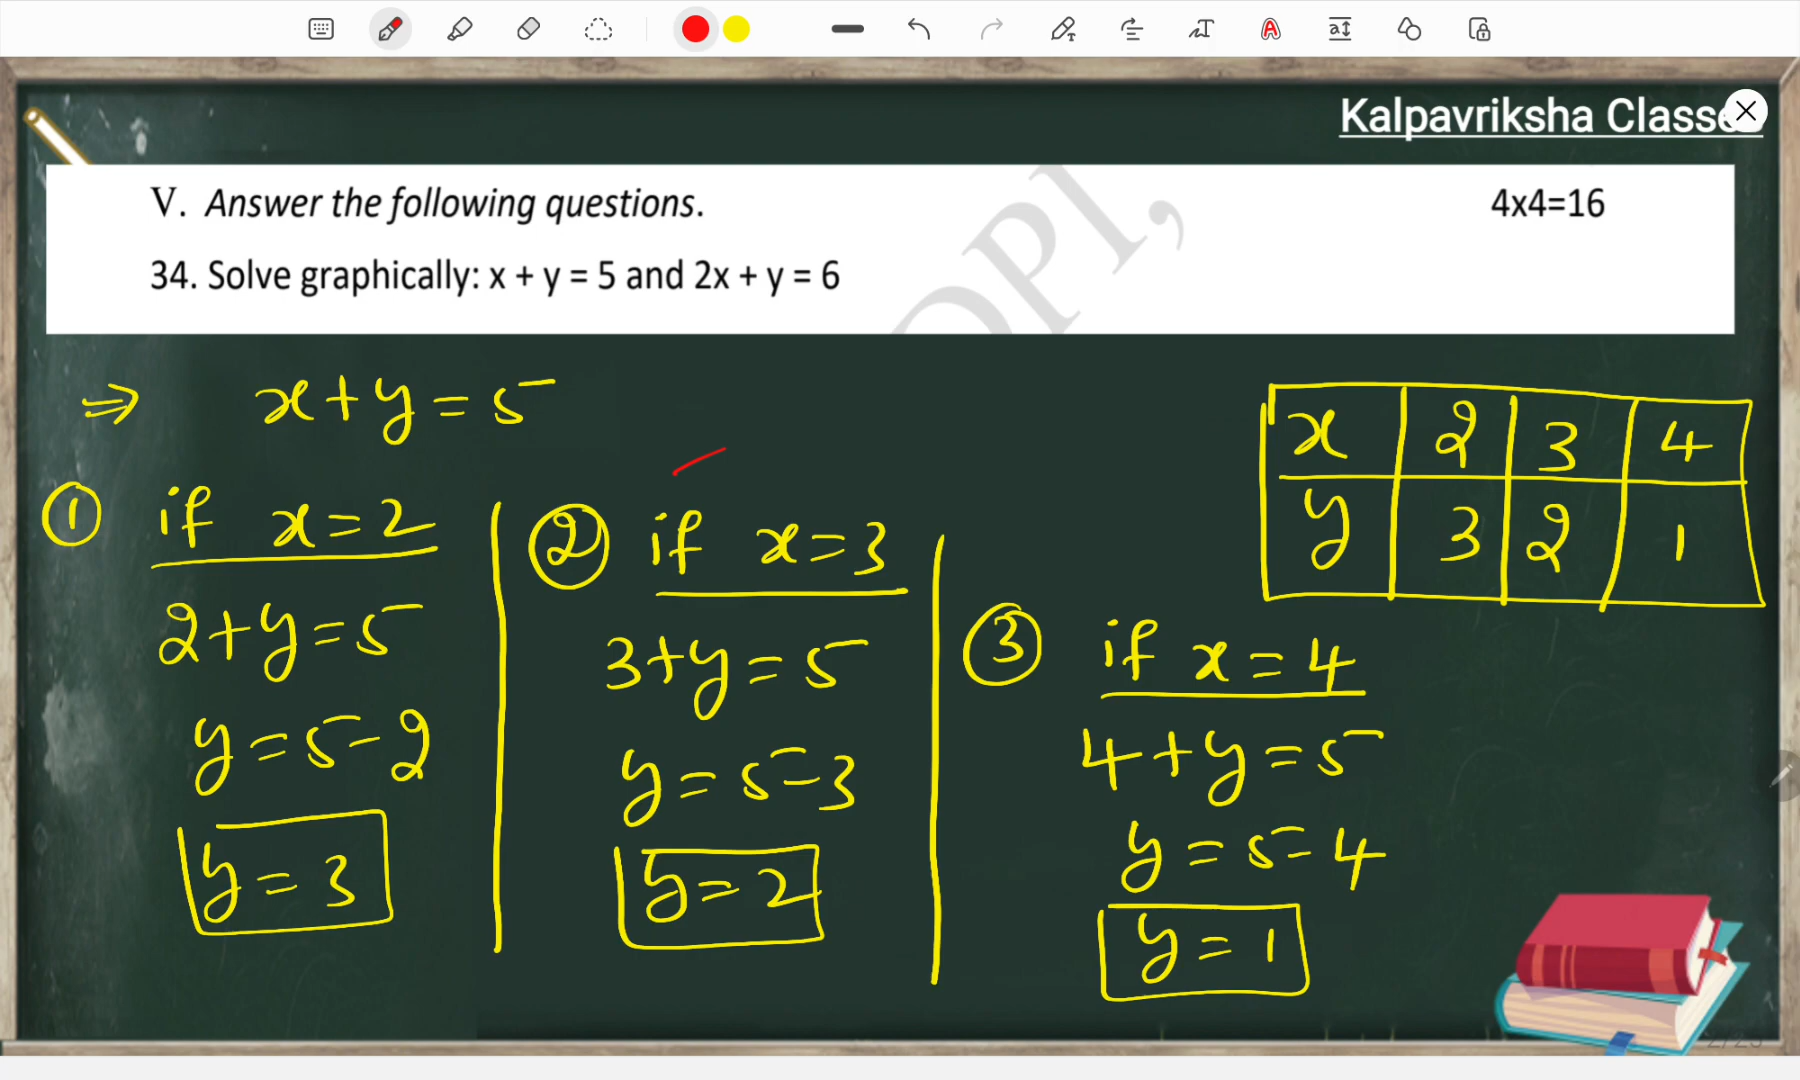 Kalpavriksha Classe
V. Answer the following questions. 4x4=16
34. Solve graphically: x + y = 5 and 2x + y = 6
⇒ x+y=5
x 2 3 4
y 3 2 1
① if x=2
2+y=5
y=5-2
y=3
② if x=3
3+y=5
y=5-3
y=2
③ if x=4
4+y=5
y=5-4
y=1